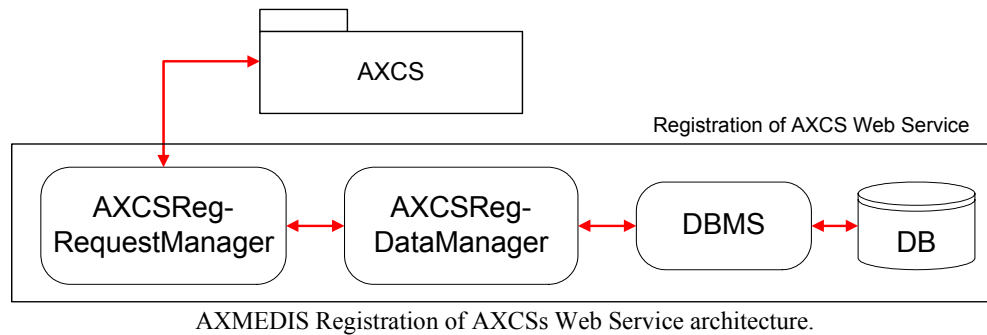 AXCS
Registration of AXCS Web Service
AXCSReg-
RequestManager
AXCSReg-
DataManager
DBMS
DB
AXMEDIS Registration of AXCSs Web Service architecture.